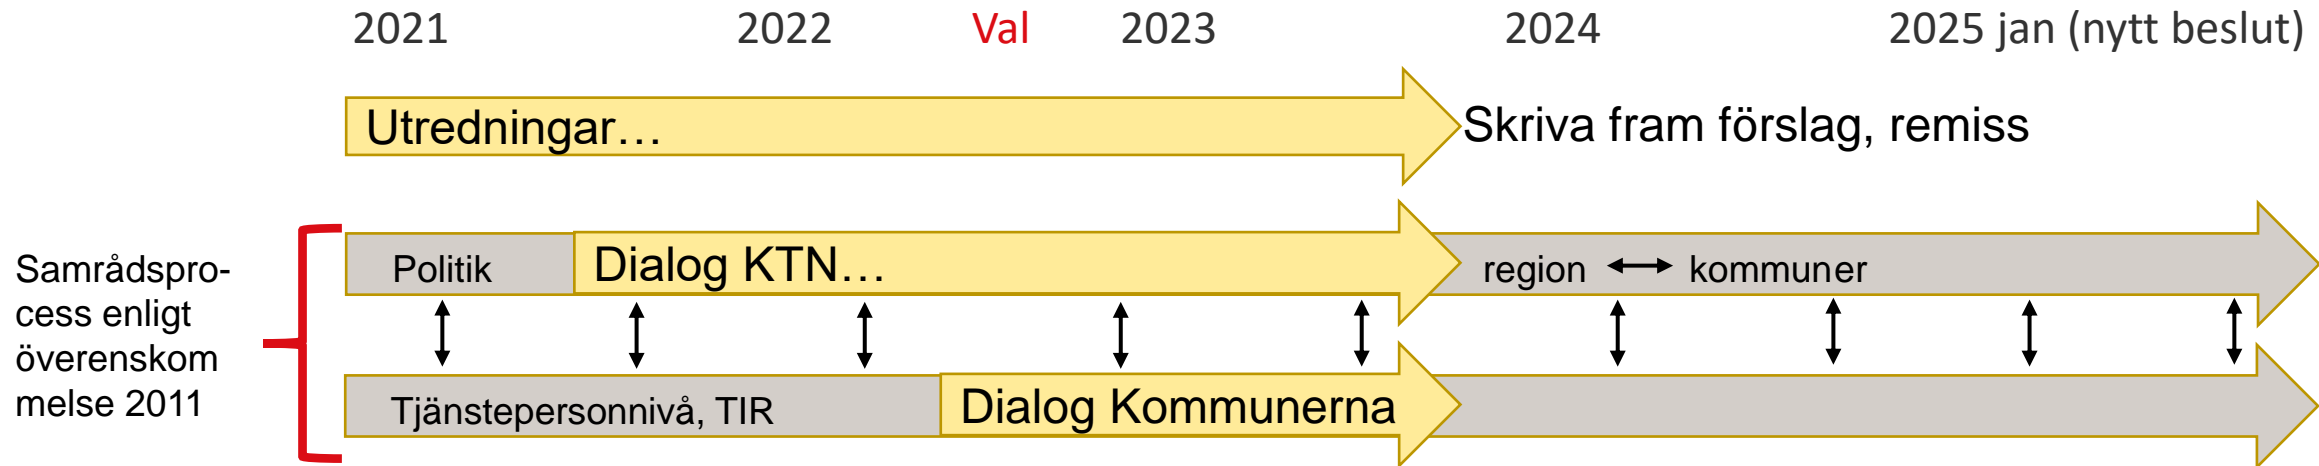 2021 2022 Val 2023 2024 2025 jan (nytt beslut)
Utredningar… Skriva fram förslag, remiss
Samrådspro-
cess enligt
överenskom
melse 2011
Politik Dialog KTN… region kommuner
Tjänstepersonnivå, TIR Dialog Kommunerna